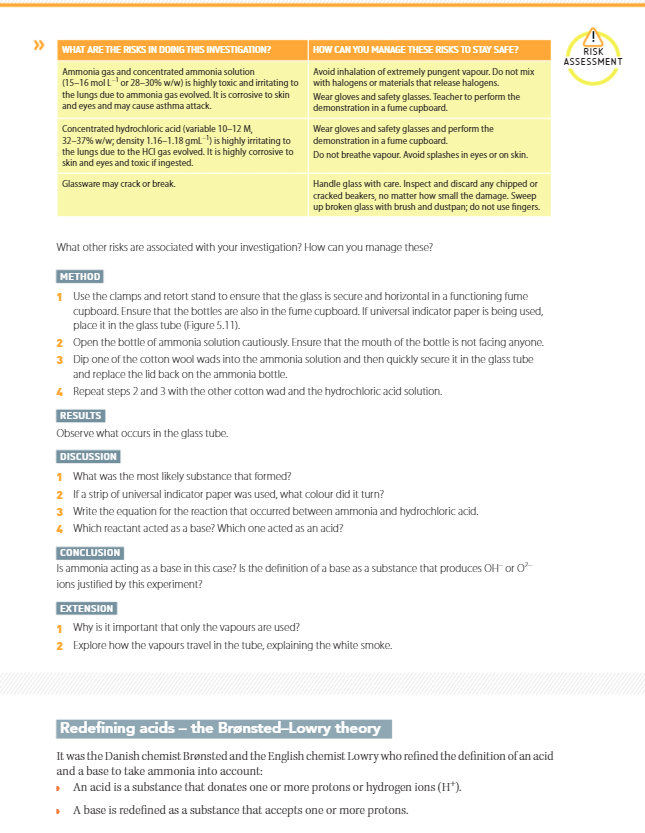 » WHAT ARE THE RISKS IN DOING THIS INVESTIGATION? HOW CAN YOU MANAGE THESE RISKS TO STAY SAFE?
Ammonia gas and concentrated ammonia solution
(15–16 mol L⁻¹ or 28–30% w/w) is highly toxic and irritating to
the lungs due to ammonia gas evolved. It is corrosive to skin
and eyes and may cause asthma attack.
Avoid inhalation of extremely pungent vapour. Do not mix
with halogens or materials that release halogens.
Wear gloves and safety glasses. Teacher to perform the
demonstration in a fume cupboard.
Concentrated hydrochloric acid (variable 10–12 M,
32–37% w/w; density 1.16–1.18 gmL⁻¹) is highly irritating to
the lungs due to the HCl gas evolved. It is highly corrosive to
skin and eyes and toxic if ingested.
Wear gloves and safety glasses and perform the
demonstration in a fume cupboard.
Do not breathe vapour. Avoid splashes in eyes or on skin.
Glassware may crack or break.
Handle glass with care. Inspect and discard any chipped or
cracked beakers, no matter how small the damage. Sweep
up broken glass with brush and dustpan; do not use fingers.
!
RISK
ASSESSMENT
What other risks are associated with your investigation? How can you manage these?
METHOD
1 Use the clamps and retort stand to ensure that the glass is secure and horizontal in a functioning fume
cupboard. Ensure that the bottles are also in the fume cupboard. If universal indicator paper is being used,
place it in the glass tube (Figure 5.11).
2 Open the bottle of ammonia solution cautiously. Ensure that the mouth of the bottle is not facing anyone.
3 Dip one of the cotton wool wads into the ammonia solution and then quickly secure it in the glass tube
and replace the lid back on the ammonia bottle.
4 Repeat steps 2 and 3 with the other cotton wad and the hydrochloric acid solution.
RESULTS
Observe what occurs in the glass tube.
DISCUSSION
1 What was the most likely substance that formed?
2 If a strip of universal indicator paper was used, what colour did it turn?
3 Write the equation for the reaction that occurred between ammonia and hydrochloric acid.
4 Which reactant acted as a base? Which one acted as an acid?
CONCLUSION
Is ammonia acting as a base in this case? Is the definition of a base as a substance that produces OH⁻ or O²⁻
ions justified by this experiment?
EXTENSION
1 Why is it important that only the vapours are used?
2 Explore how the vapours travel in the tube, explaining the white smoke.
Redefining acids – the Brønsted–Lowry theory
It was the Danish chemist Brønsted and the English chemist Lowry who refined the definition of an acid
and a base to take ammonia into account:
An acid is a substance that donates one or more protons or hydrogen ions (H⁺).
A base is redefined as a substance that accepts one or more protons.